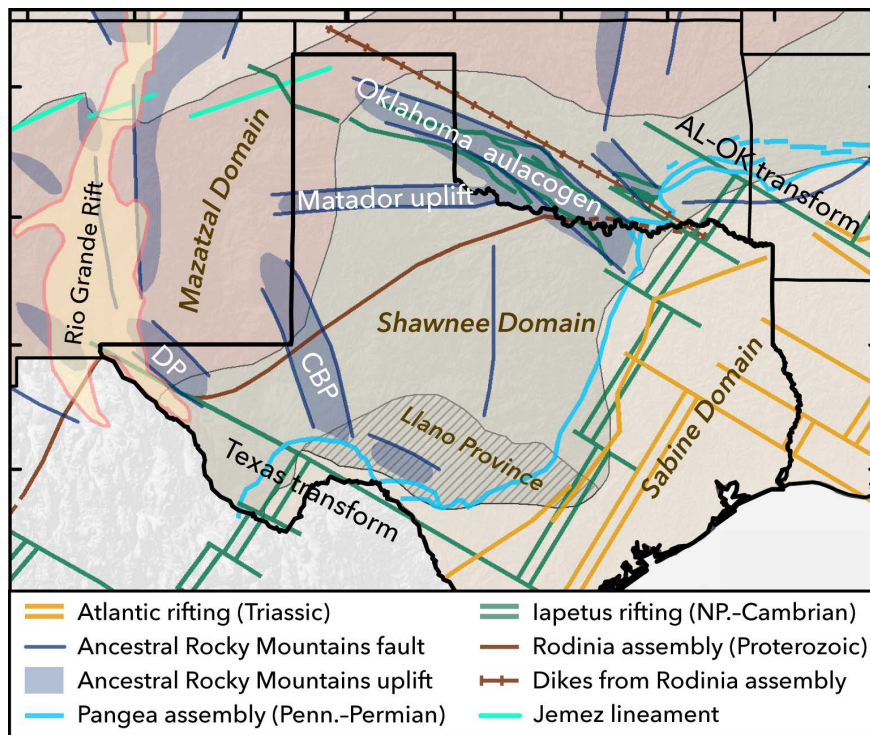 Oklahoma aulacogen
AL-OK transform
Mazatzal Domain
Matador uplift
Rio Grande Rift
Shawnee Domain
DP
CBP
Llano Province
Sabine Domain
Texas transform
Atlantic rifting (Triassic)
Ancestral Rocky Mountains fault
Ancestral Rocky Mountains uplift
Pangea assembly (Penn.-Permian)
Iapetus rifting (NP.-Cambrian)
Rodinia assembly (Proterozoic)
Dikes from Rodinia assembly
Jemez lineament